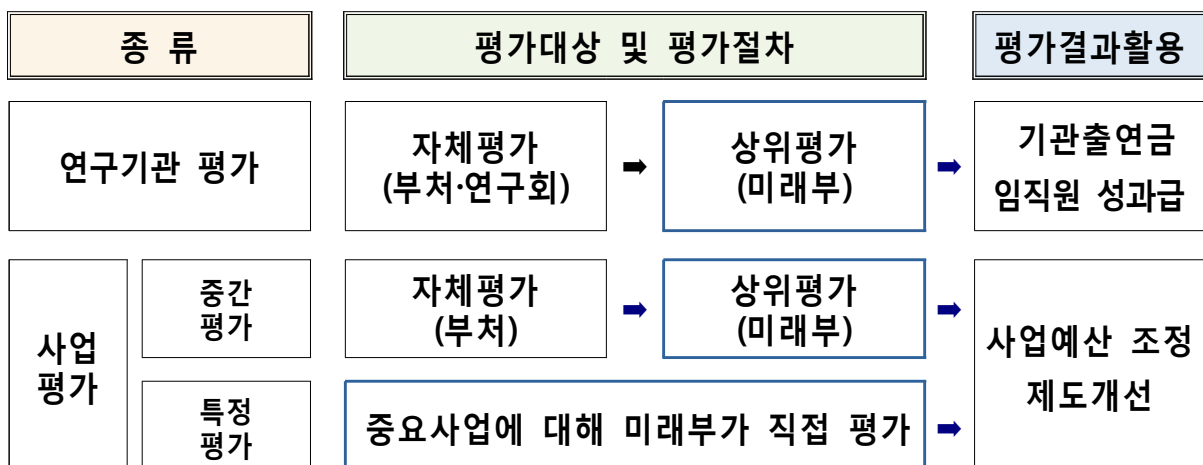 종 류
평가대상 및 평가절차
평가결과활용
연구기관 평가
자체평가
(부처·연구회)
➡
상위평가
(미래부)
➡
기관출연금
임직원 성과급
사업
평가
중간
평가
자체평가
(부처)
➡
상위평가
(미래부)
➡
특정
평가
중요사업에 대해 미래부가 직접 평가
➡
사업예산 조정
제도개선